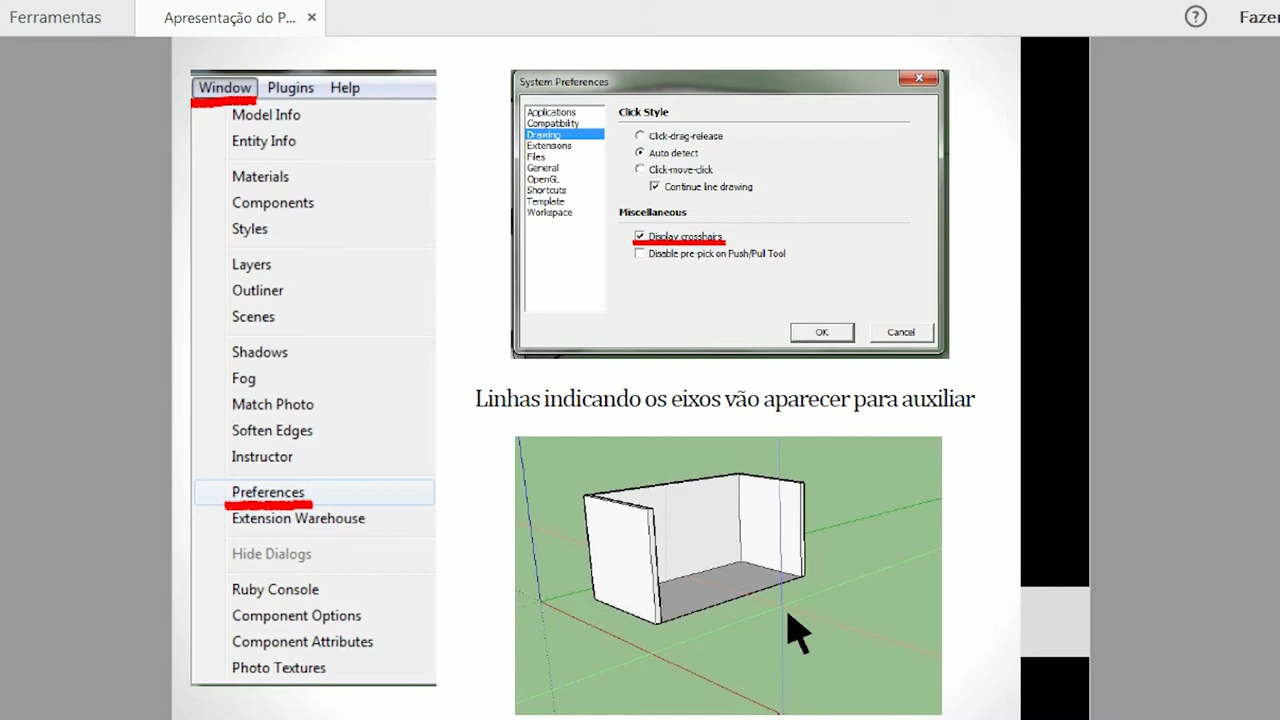 Ferramentas
Apresentação do P... ×
? Fazer
Window Plugins Help
Model Info
Entity Info
Materials
Components
Styles
Layers
Outliner
Scenes
Shadows
Fog
Match Photo
Soften Edges
Instructor
Preferences
Extension Warehouse
Hide Dialogs
Ruby Console
Component Options
Component Attributes
Photo Textures
System Preferences
Applications
Compatibility
Drawing
Extensions
Files
General
OpenGL
Shortcuts
Template
Workspace
Click Style
Click-drag-release
Auto detect
Click-move-click
Continue line drawing
Miscellaneous
Display crosshairs
Disable pre-pick on Push/Pull Tool
OK Cancel
Linhas indicando os eixos vão aparecer para auxiliar